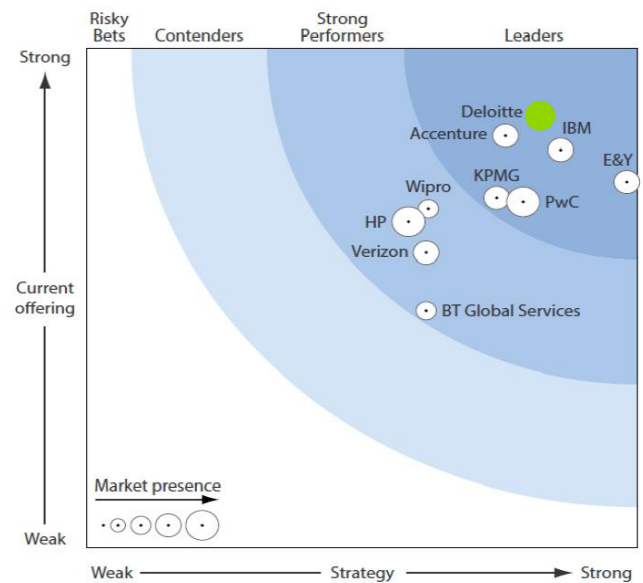 Risky
Bets
Contenders
Strong
Performers
Leaders
Strong
Deloitte
Accenture
IBM
E&Y
KPMG
PwC
Wipro
HP
Verizon
BT Global Services
Current
offering
Market presence
Weak
Weak
Strategy
Strong